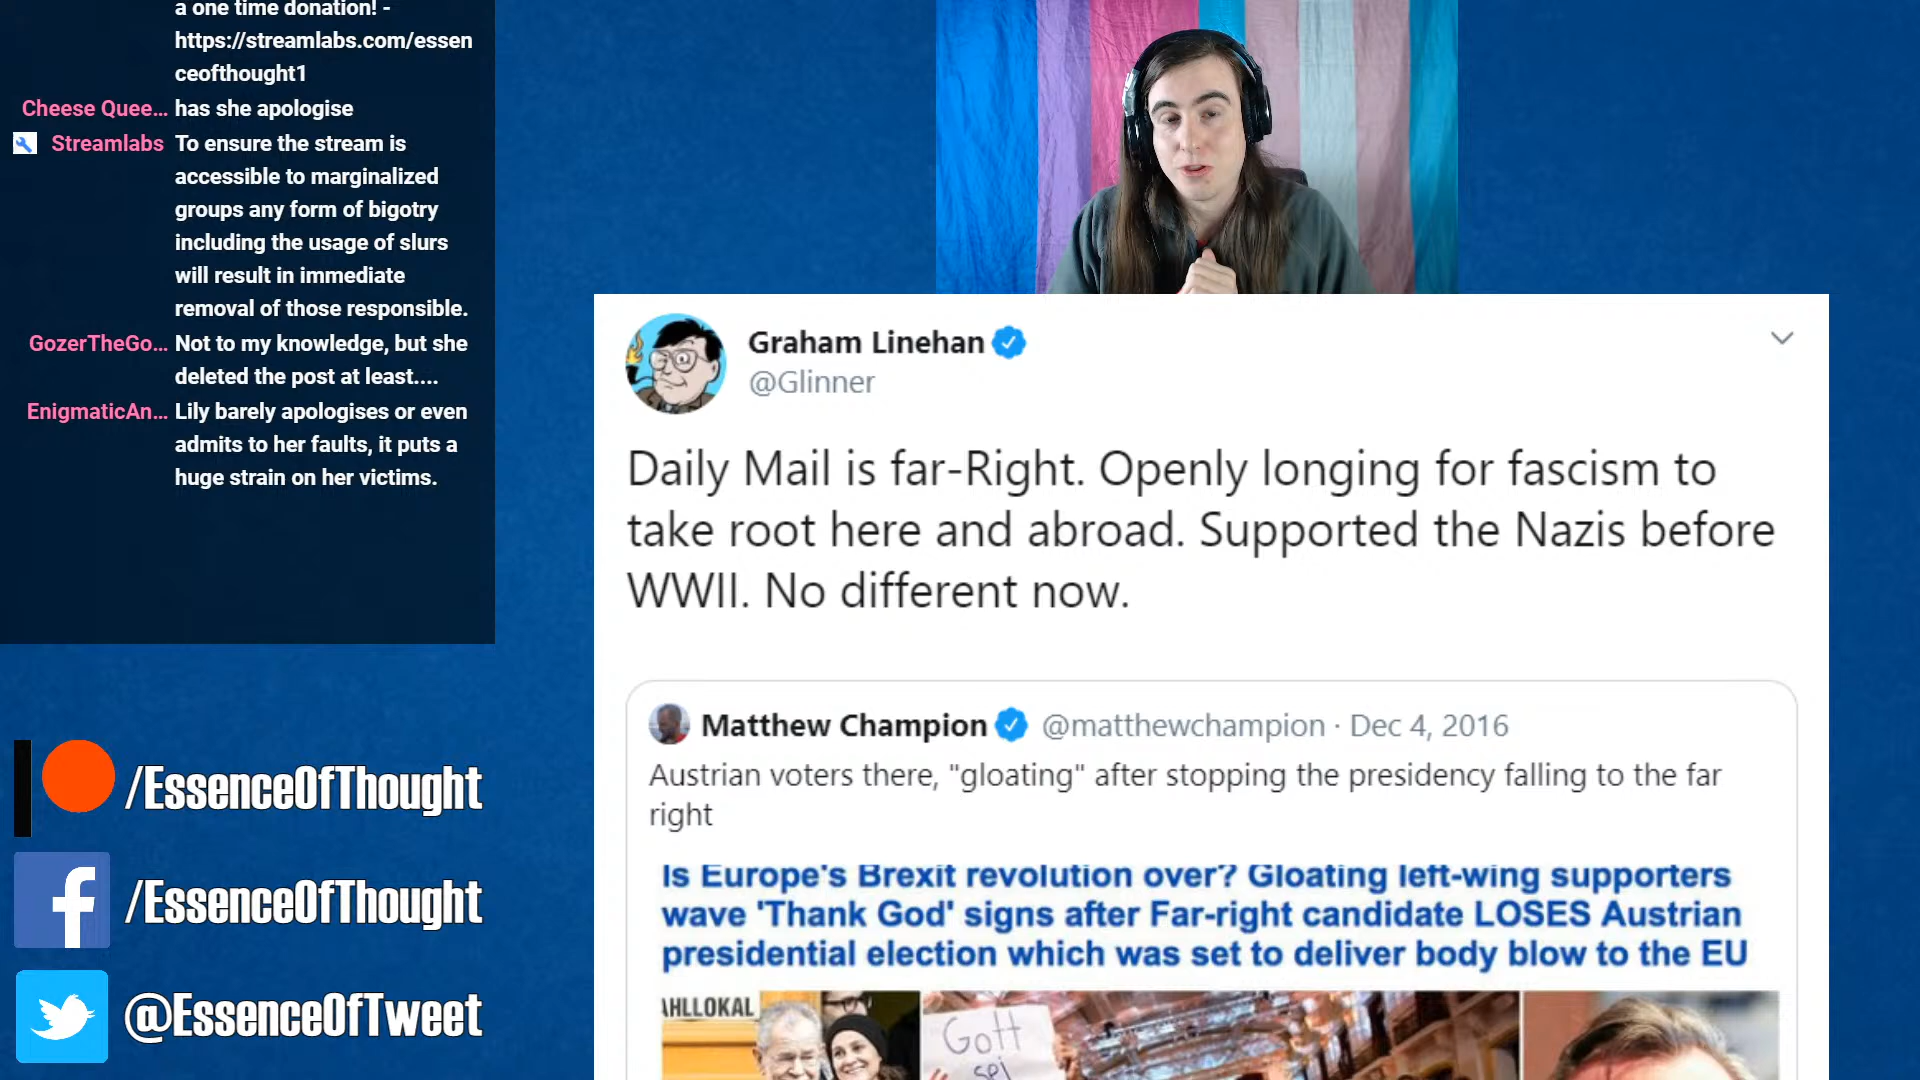 a one time donation! -
https://streamlabs.com/essen
ceofthought1
Cheese Quee... has she apologise
Streamlabs To ensure the stream is
accessible to marginalized
groups any form of bigotry
including the usage of slurs
will result in immediate
removal of those responsible.
GozerTheGo... Not to my knowledge, but she
deleted the post at least....
EnigmaticAn... Lily barely apologises or even
admits to her faults, it puts a
huge strain on her victims.
/EssenceOfThought
/EssenceOfThought
@EssenceOfTweet
Graham Linehan
@Glinner
Daily Mail is far-Right. Openly longing for fascism to
take root here and abroad. Supported the Nazis before
WWII. No different now.
Matthew Champion @matthewchampion · Dec 4, 2016
Austrian voters there, "gloating" after stopping the presidency falling to the far
right
Is Europe's Brexit revolution over? Gloating left-wing supporters
wave 'Thank God' signs after Far-right candidate LOSES Austrian
presidential election which was set to deliver body blow to the EU
AHLLOKAL
Gott
sei